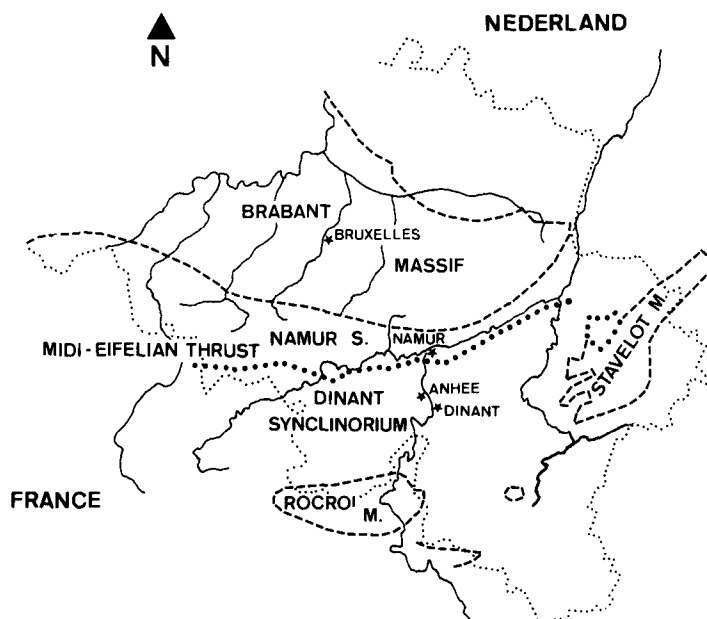 NEDERLAND
N
BRABANT
BRUXELLES
MASSIF
NAMUR S.
NAMUR
MIDI-EIFELIAN THRUST
STAVELOT M.
DINANT
SYNCLINORIUM
ANHEE
DINANT
FRANCE
ROCROI
M.